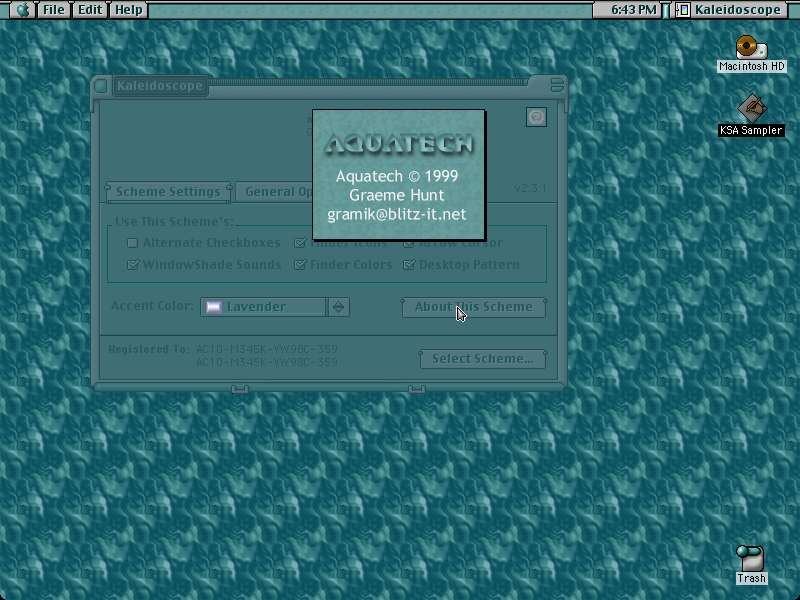 File Edit Help 6:43 PM Kaleidoscope
Macintosh HD
KSA Sampler
Kaleidoscope
AQUATECH
Aquatech © 1999
Graeme Hunt
gramik@blitz-it.net
Scheme Settings General Op
v2.3.1
Use This Scheme's:
Alternate Checkboxes Finder Icons Arrow Cursor
WindowShade Sounds Finder Colors Desktop Pattern
Accent Color: Lavender About This Scheme
Registered To: AC10-M345K-YW98C-359
AC10-M345K-YW98C-359
Select Scheme...
Trash